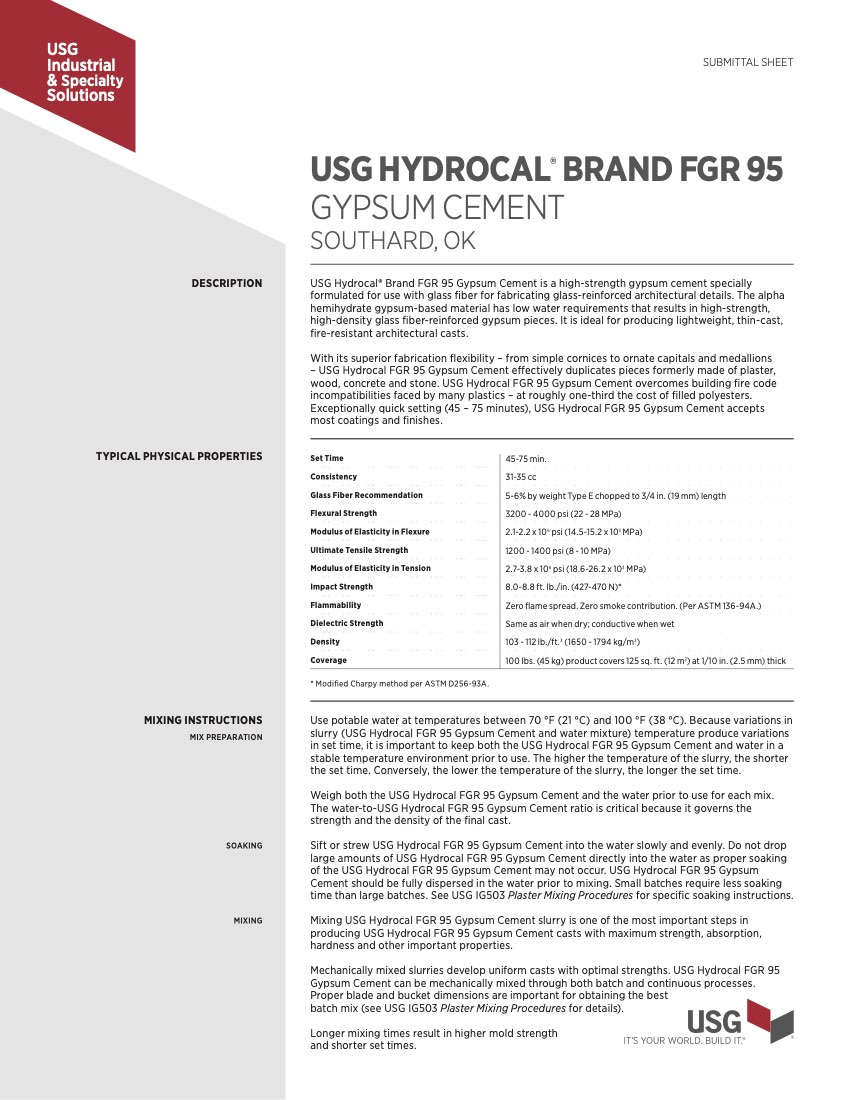 USG
Industrial
& Specialty
Solutions
SUBMITTAL SHEET
USG HYDROCAL® BRAND FGR 95
GYPSUM CEMENT
SOUTHARD, OK
DESCRIPTION
USG Hydrocal® Brand FGR 95 Gypsum Cement is a high-strength gypsum cement specially
formulated for use with glass fiber for fabricating glass-reinforced architectural details. The alpha
hemihydrate gypsum-based material has low water requirements that results in high-strength,
high-density glass fiber-reinforced gypsum pieces. It is ideal for producing lightweight, thin-cast,
fire-resistant architectural casts.
With its superior fabrication flexibility – from simple cornices to ornate capitals and medallions
– USG Hydrocal FGR 95 Gypsum Cement effectively duplicates pieces formerly made of plaster,
wood, concrete and stone. USG Hydrocal FGR 95 Gypsum Cement overcomes building fire code
incompatibilities faced by many plastics – at roughly one-third the cost of filled polyesters.
Exceptionally quick setting (45 – 75 minutes), USG Hydrocal FGR 95 Gypsum Cement accepts
most coatings and finishes.
TYPICAL PHYSICAL PROPERTIES
Set Time 45-75 min.
Consistency 31-35 cc
Glass Fiber Recommendation 5-6% by weight Type E chopped to 3/4 in. (19 mm) length
Flexural Strength 3200 - 4000 psi (22 - 28 MPa)
Modulus of Elasticity in Flexure 2.1-2.2 x 10⁶ psi (14.5-15.2 x 10³ MPa)
Ultimate Tensile Strength 1200 - 1400 psi (8 - 10 MPa)
Modulus of Elasticity in Tension 2.7-3.8 x 10⁶ psi (18.6-26.2 x 10³ MPa)
Impact Strength 8.0-8.8 ft. lb./in. (427-470 N)*
Flammability Zero flame spread. Zero smoke contribution. (Per ASTM 136-94A.)
Dielectric Strength Same as air when dry; conductive when wet
Density 103 - 112 lb./ft.³ (1650 - 1794 kg/m³)
Coverage 100 lbs. (45 kg) product covers 125 sq. ft. (12 m²) at 1/10 in. (2.5 mm) thick
* Modified Charpy method per ASTM D256-93A.
MIXING INSTRUCTIONS
MIX PREPARATION
Use potable water at temperatures between 70 °F (21 °C) and 100 °F (38 °C). Because variations in
slurry (USG Hydrocal FGR 95 Gypsum Cement and water mixture) temperature produce variations
in set time, it is important to keep both the USG Hydrocal FGR 95 Gypsum Cement and water in a
stable temperature environment prior to use. The higher the temperature of the slurry, the shorter
the set time. Conversely, the lower the temperature of the slurry, the longer the set time.
Weigh both the USG Hydrocal FGR 95 Gypsum Cement and the water prior to use for each mix.
The water-to-USG Hydrocal FGR 95 Gypsum Cement ratio is critical because it governs the
strength and the density of the final cast.
SOAKING
Sift or strew USG Hydrocal FGR 95 Gypsum Cement into the water slowly and evenly. Do not drop
large amounts of USG Hydrocal FGR 95 Gypsum Cement directly into the water as proper soaking
of the USG Hydrocal FGR 95 Gypsum Cement may not occur. USG Hydrocal FGR 95 Gypsum
Cement should be fully dispersed in the water prior to mixing. Small batches require less soaking
time than large batches. See USG IG503 Plaster Mixing Procedures for specific soaking instructions.
MIXING
Mixing USG Hydrocal FGR 95 Gypsum Cement slurry is one of the most important steps in
producing USG Hydrocal FGR 95 Gypsum Cement casts with maximum strength, absorption,
hardness and other important properties.
Mechanically mixed slurries develop uniform casts with optimal strengths. USG Hydrocal FGR 95
Gypsum Cement can be mechanically mixed through both batch and continuous processes.
Proper blade and bucket dimensions are important for obtaining the best
batch mix (see USG IG503 Plaster Mixing Procedures for details).
Longer mixing times result in higher mold strength
and shorter set times.
USG
IT'S YOUR WORLD. BUILD IT.®